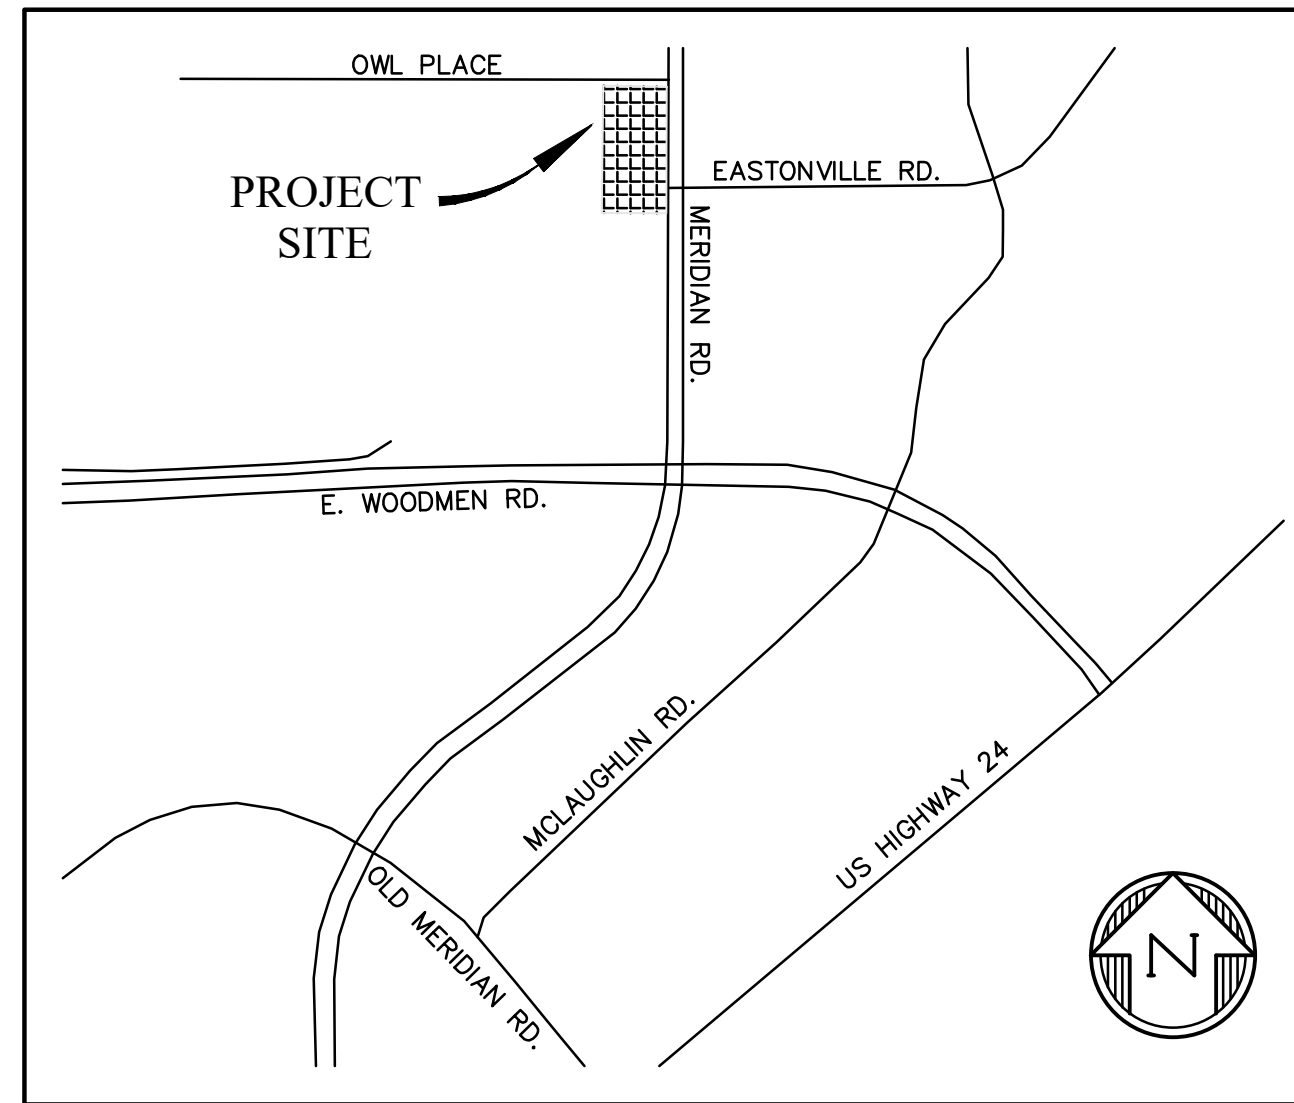 OWL PLACE
EASTONVILLE RD.
PROJECT
SITE
MERIDIAN RD.
E. WOODMEN RD.
MCLAUGHLIN RD.
US HIGHWAY 24
OLD MERIDIAN RD.
N